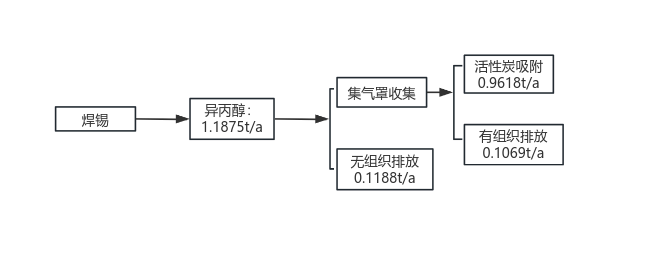 焊锡
异丙醇：
1.1875t/a
集气罩收集
无组织排放
0.1188t/a
活性炭吸附
0.9618t/a
有组织排放
0.1069t/a